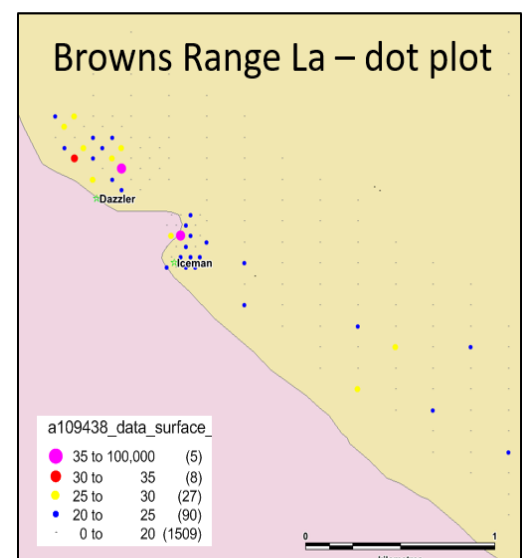 Browns Range La – dot plot
Dazzler
Iceman
a109438_data_surface_
35 to 100,000 (5)
30 to 35 (8)
25 to 30 (27)
20 to 25 (90)
0 to 20 (1509)
0 1